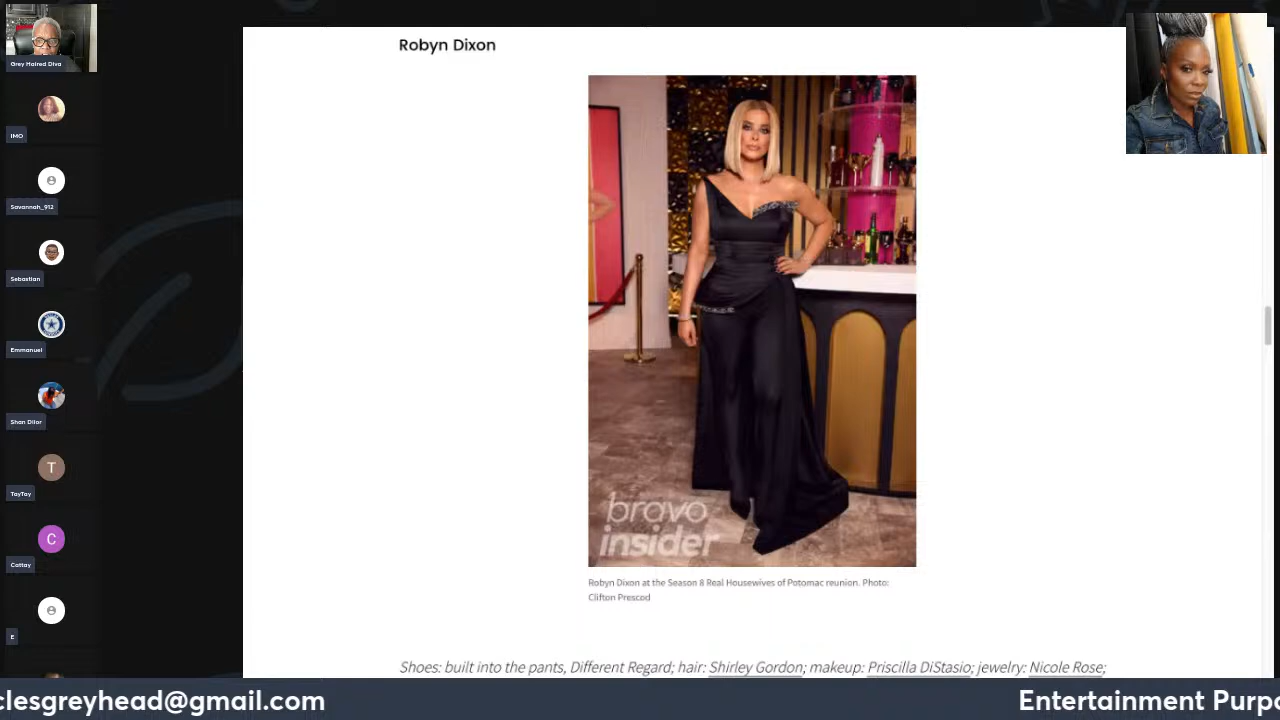 Robyn Dixon
Grey Haired Diva
IMO
Savannah_912
Sebastian
Emmanuel
Shan Dilor
T
TayTay
C
Cattay
E
bravo
insider
Robyn Dixon at the Season 8 Real Housewives of Potomac reunion. Photo:
Clifton Prescod
Shoes: built into the pants, Different Regard; hair: Shirley Gordon; makeup: Priscilla DiStasio; jewelry: Nicole Rose;
clesgreyhead@gmail.com
Entertainment Purpo